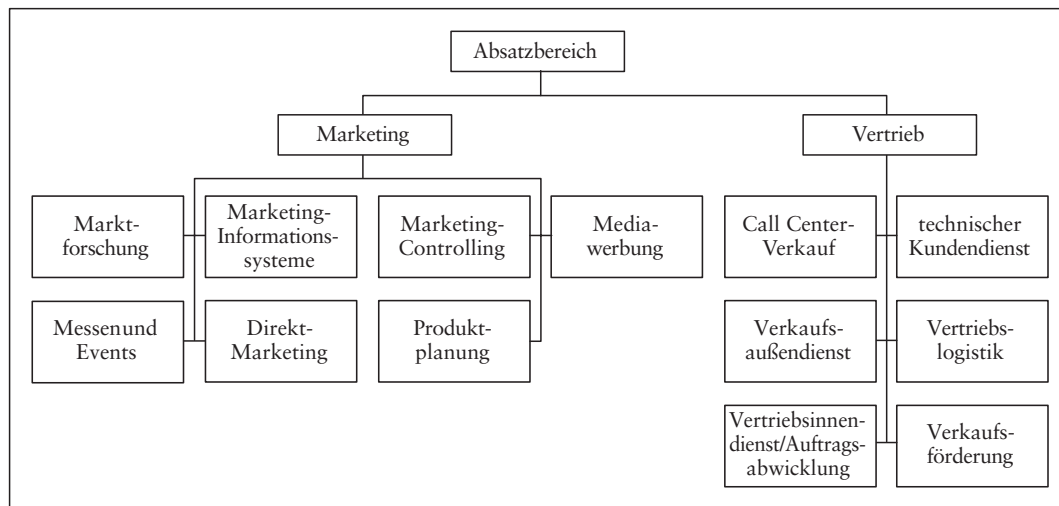 Absatzbereich
Marketing
Vertrieb
Markt-
forschung
Marketing-
Informations-
systeme
Marketing-
Controlling
Media-
werbung
Call Center-
Verkauf
technischer
Kundendienst
Messenund
Events
Direkt-
Marketing
Produkt-
planung
Verkaufs-
außendienst
Vertriebs-
logistik
Vertriebsinnen-
dienst/Auftrags-
abwicklung
Verkaufs-
förderung